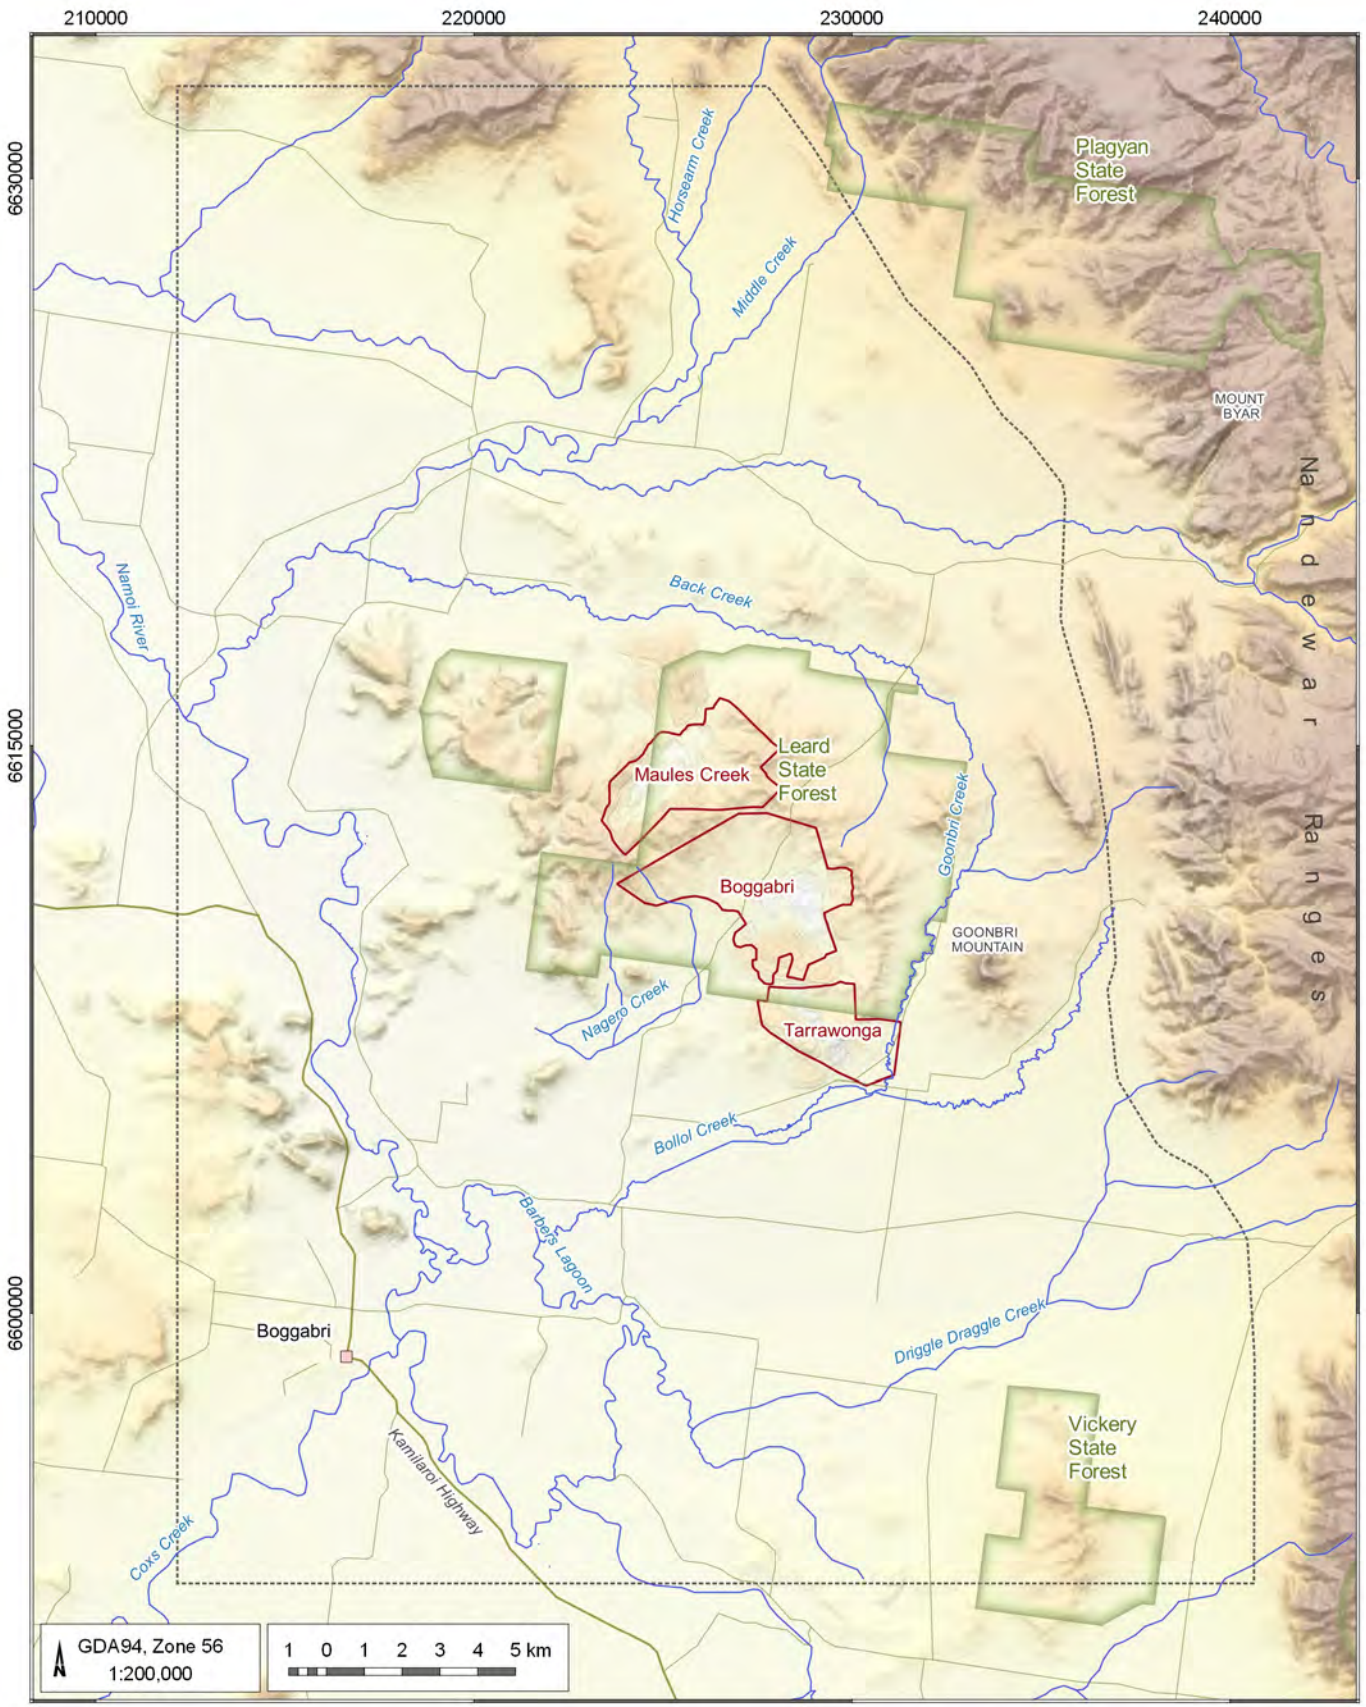 210000
220000
230000
240000
6630000
Horsearm Creek
Plagyan
State
Forest
Middle Creek
MOUNT
BYAR
Nandewar Ranges
Namoi River
Back Creek
6615000
Maules Creek
Leard
State
Forest
Goonbri Creek
Boggabri
GOONBRI
MOUNTAIN
Nagero Creek
Tarrawonga
Bollol Creek
Barbers Lagoon
6600000
Boggabri
Driggle Draggle Creek
Kamilaroi Highway
Vickery
State
Forest
Coxs Creek
N
GDA94, Zone 56
1:200,000
1 0 1 2 3 4 5 km